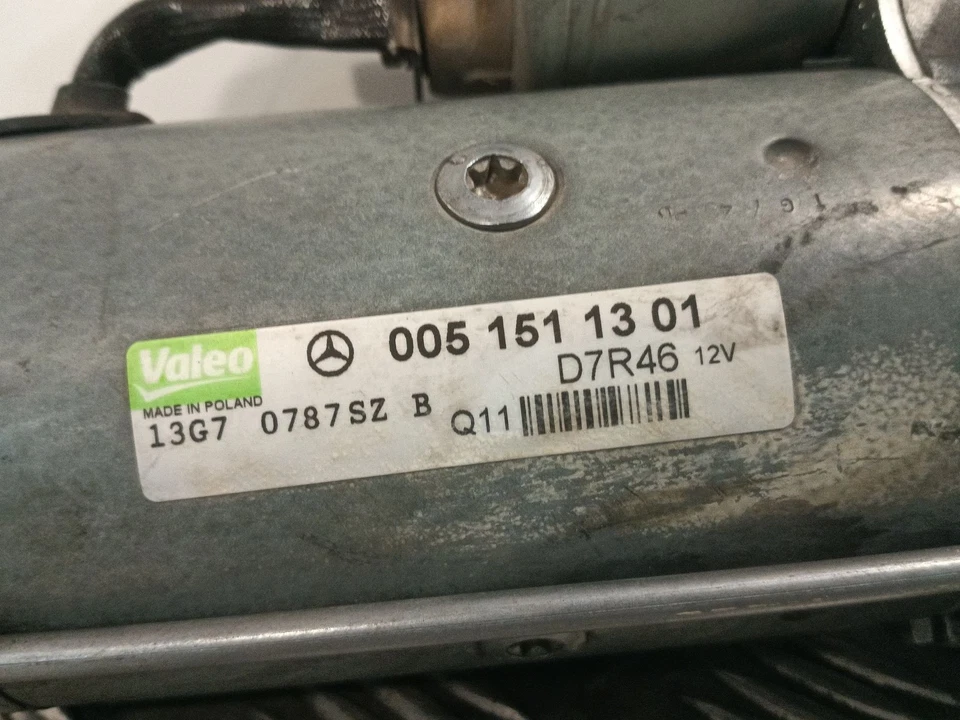 Valeo
005 151 13 01
D7R46 12V
MADE IN POLAND
13G7 0787SZ B Q11